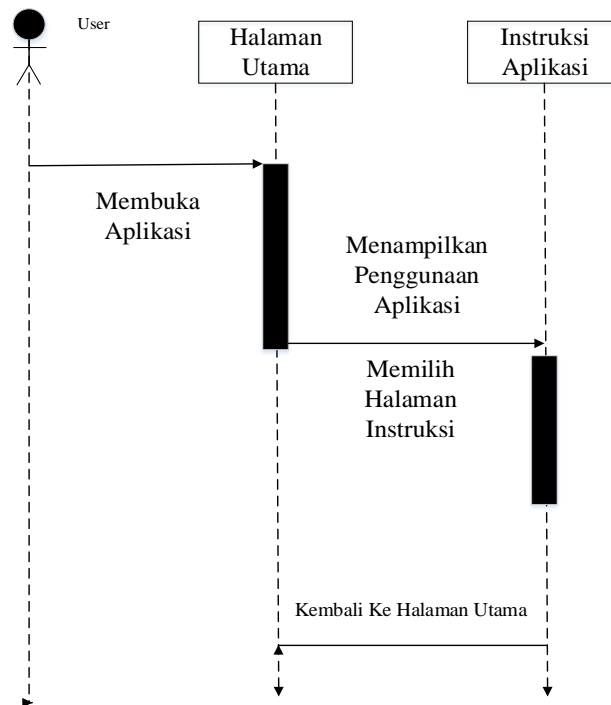 User
Halaman
Utama
Instruksi
Aplikasi
Membuka
Aplikasi
Menampilkan
Penggunaan
Aplikasi
Memilih
Halaman
Instruksi
Kembali Ke Halaman Utama